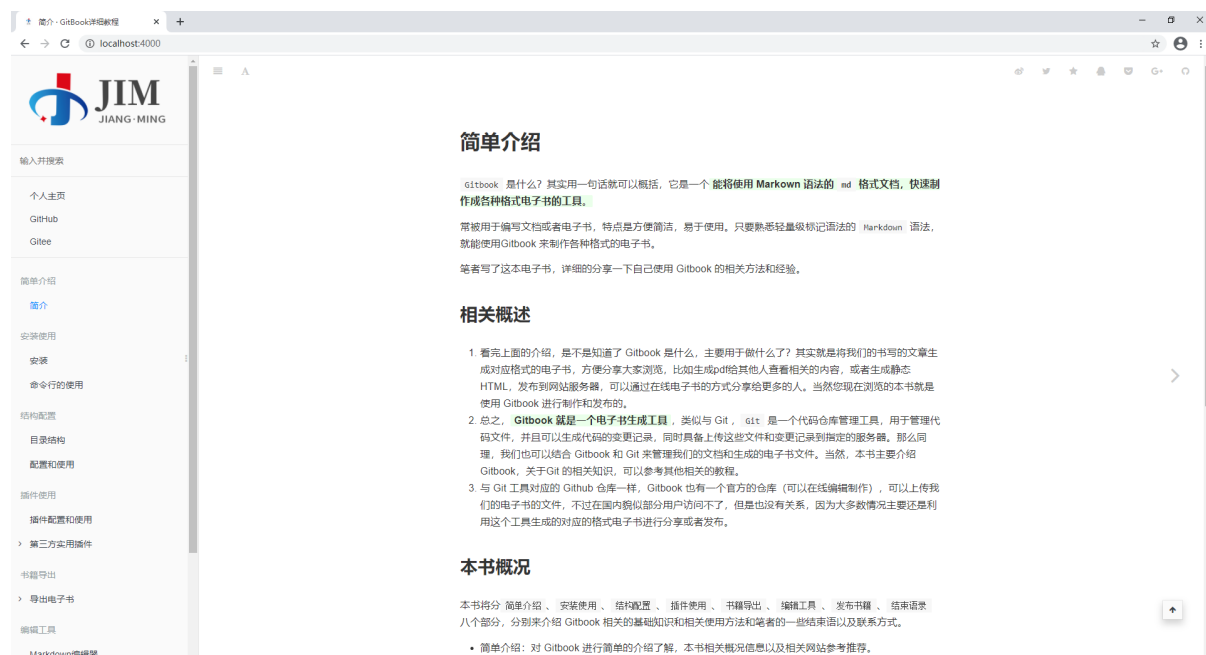 简介 · GitBook详细教程
localhost:4000
JIM
JIANG·MING
输入并搜索
个人主页
GitHub
Gitee
简单介绍
简介
安装使用
安装
命令行的使用
结构配置
目录结构
配置和使用
插件使用
插件配置和使用
第三方实用插件
书籍导出
导出电子书
编辑工具
Markdown编辑器
A
G+
简单介绍
Gitbook 是什么？其实用一句话就可以概括，它是一个 能将使用 Markown 语法的 md 格式文档，快速制
作成各种格式电子书的工具。
常被用于编写文档或者电子书，特点是方便简洁，易于使用。只要熟悉轻量级标记语法的 Markdown 语法，
就能使用Gitbook 来制作各种格式的电子书。
笔者写了这本电子书，详细的分享一下自己使用 Gitbook 的相关方法和经验。
相关概述
1. 看完上面的介绍，是不是知道了 Gitbook 是什么，主要用于做什么了？其实就是将我们的书写的文章生
成对应格式的电子书，方便分享大家浏览，比如生成pdf给其他人查看相关的内容，或者生成静态
HTML，发布到网站服务器，可以通过在线电子书的方式分享给更多的人。当然您现在浏览的本书就是
使用 Gitbook 进行制作和发布的。
2. 总之， Gitbook 就是一个电子书生成工具 ，类似与 Git ， Git 是一个代码仓库管理工具，用于管理代
码文件，并且可以生成代码的变更记录，同时具备上传这些文件和变更记录到指定的服务器。那么同
理，我们也可以结合 Gitbook 和 Git 来管理我们的文档和生成的电子书文件。当然，本书主要介绍
Gitbook，关于Git 的相关知识，可以参考其他相关的教程。
3. 与 Git 工具对应的 Github 仓库一样，Gitbook 也有一个官方的仓库（可以在线编辑制作），可以上传我
们的电子书的文件，不过在国内貌似部分用户访问不了，但是也没有关系，因为大多数情况主要还是利
用这个工具生成的对应的格式电子书进行分享或者发布。
本书概况
本书将分 简单介绍 、 安装使用 、 结构配置 、 插件使用 、 书籍导出 、 编辑工具 、 发布书籍 、 结束语录
八个部分，分别来介绍 Gitbook 相关的基础知识和相关使用方法和笔者的一些结束语以及联系方式。
• 简单介绍：对 Gitbook 进行简单的介绍了解，本书相关概况信息以及相关网站参考推荐。